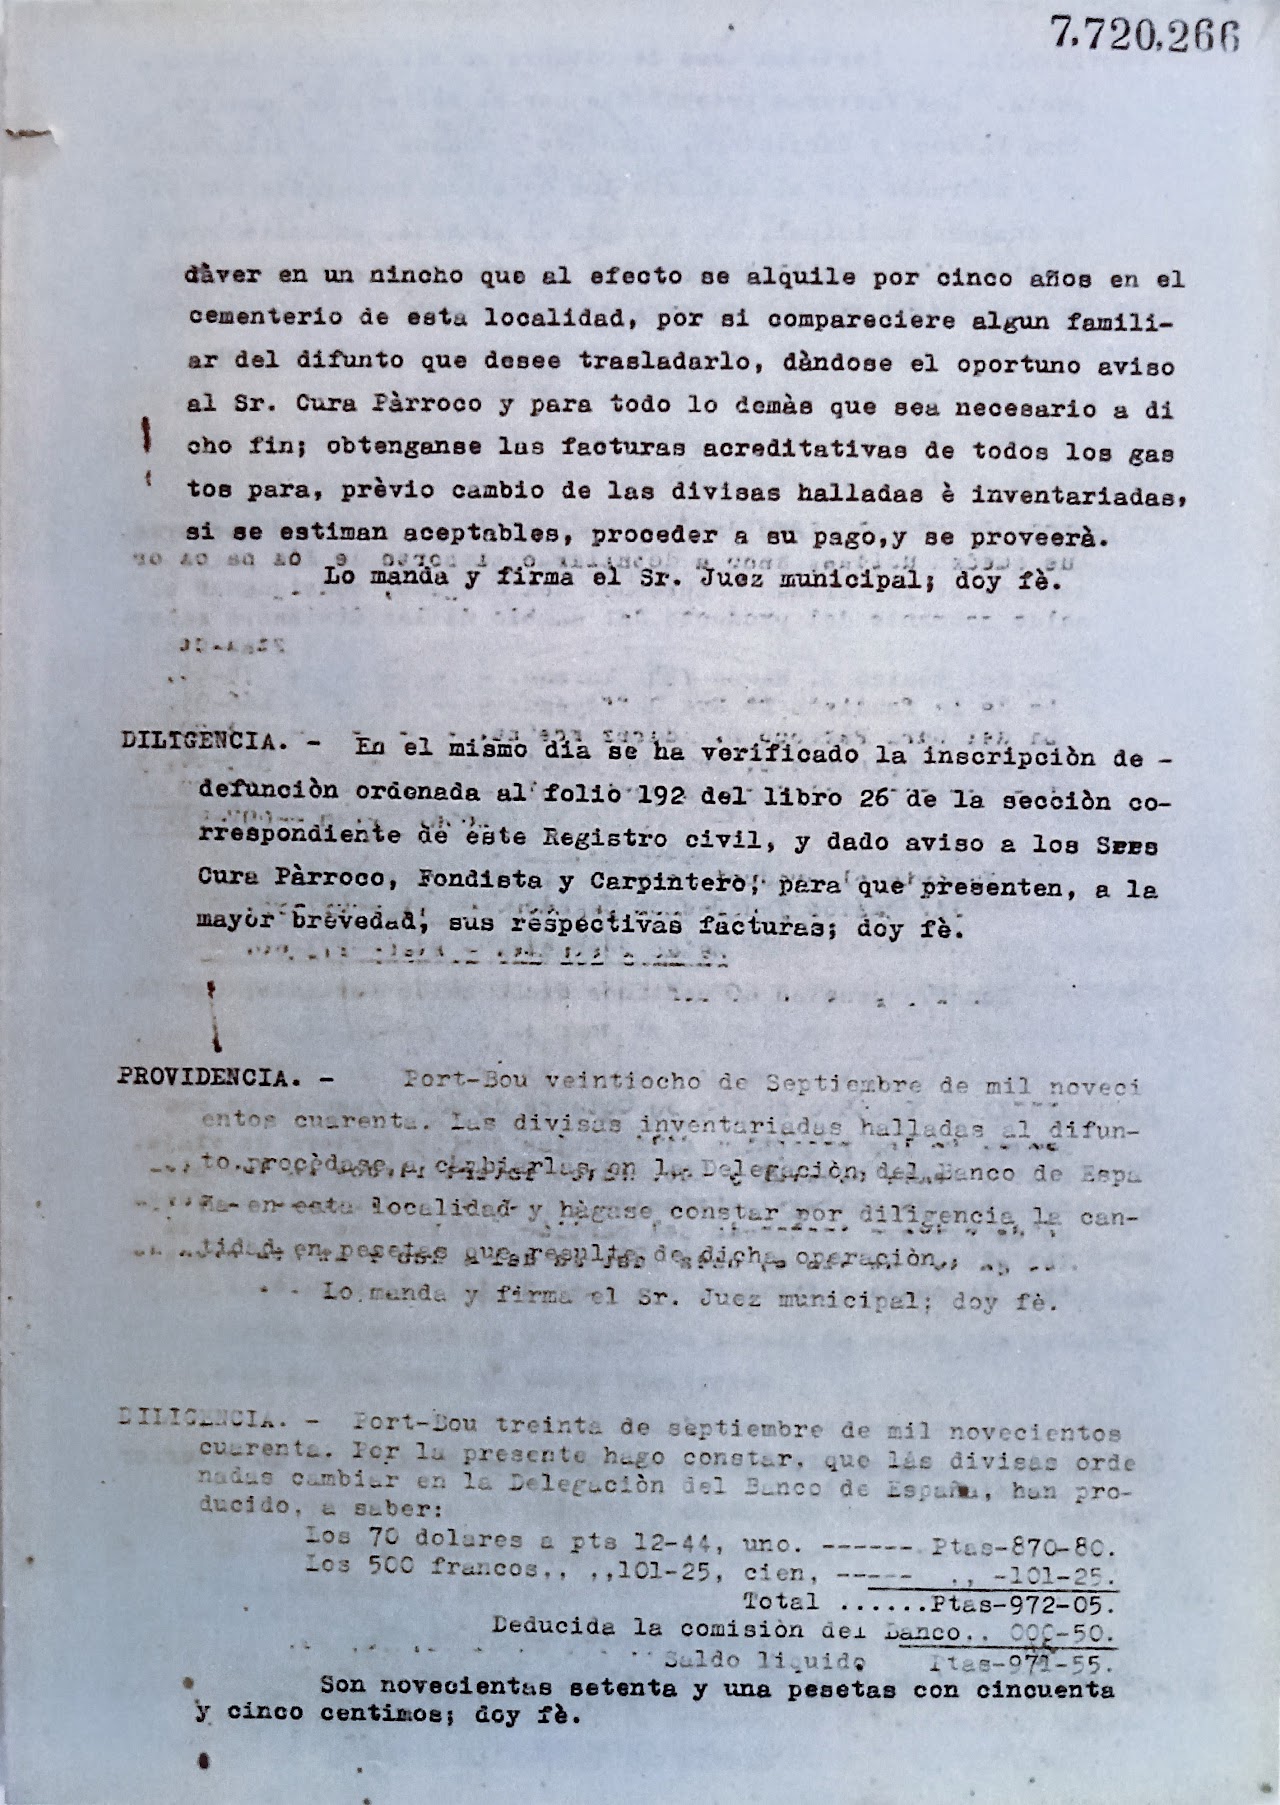 7.720.266
dàver en un nincho que al efecto se alquile por cinco años en el
cementerio de esta localidad, por si compareciere algun famili-
ar del difunto que desee trasladarlo, dàndose el oportuno aviso
al Sr. Cura Pàrroco y para todo lo demàs que sea necesario a di
cho fin; obtenganse las facturas acreditativas de todos los gas
tos para, prèvio cambio de las divisas halladas è inventariadas,
si se estiman aceptables, proceder a su pago,y se proveerà.
Lo manda y firma el Sr. Juez municipal; doy fè.
DILIGENCIA. - En el mismo dia se ha verificado la inscripciòn de -
defunciòn ordenada al folio 192 del libro 26 de la secciòn co-
rrespondiente de este Registro civil, y dado aviso a los
Cura Pàrroco, Fondista y Carpintero, para que presenten, a la
mayor brevedad, sus respectivas facturas; doy fè.
PROVIDENCIA. - Port-Bou veintiocho de Septiembre de mil noveci
entos cuarenta. Las divisas inventariadas halladas al difun-
to procèdase a cambiarlas en la Delegaciòn del Banco de Espa
ña en esta localidad y hàgase constar por diligencia la can-
tidad en pesetas que resulte de dicha operaciòn.
Lo manda y firma el Sr. Juez municipal; doy fè.
DILIGENCIA. - Port-Bou treinta de septiembre de mil novecientos
cuarenta. Por la presente hago constar, que las divisas orde
nadas cambiar en la Delegaciòn del Banco de España, han pro-
ducido, a saber:
Los 70 dolares a pts 12-44, uno. ------ Ptas-870-80.
Los 500 francos,, ,,101-25, cien, ----- ,, -101-25.
Total ......Ptas-972-05.
Deducida la comisiòn del Banco.. 000-50.
Saldo liquido Ptas-971-55.
Son novecientas setenta y una pesetas con cincuenta
y cinco centimos; doy fè.